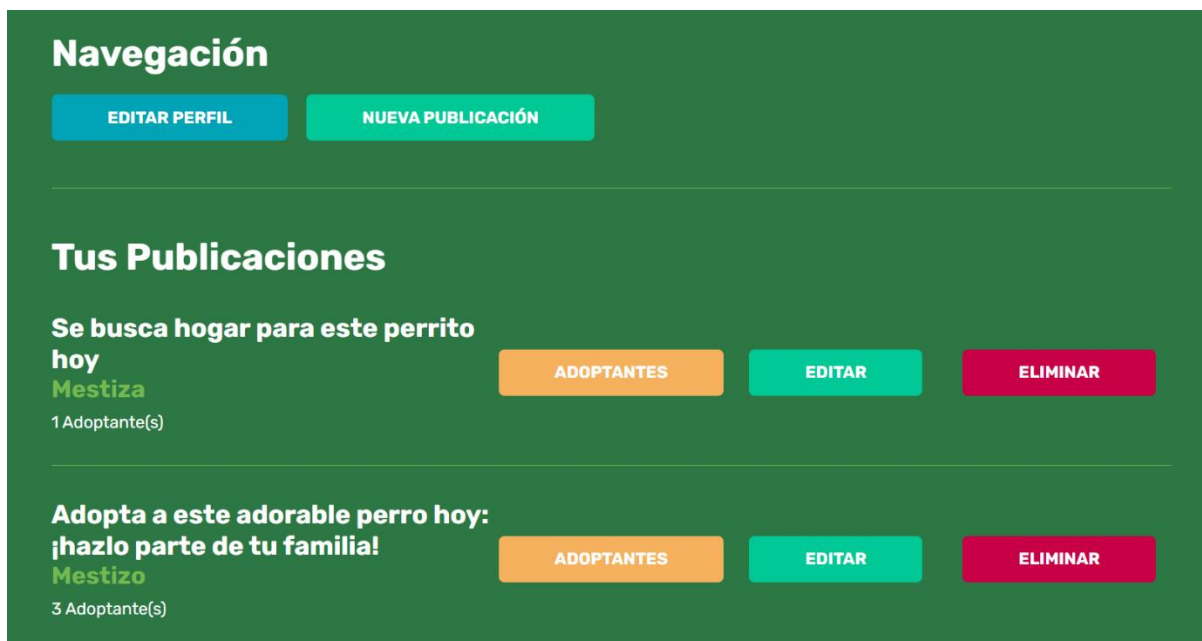 Navegación
EDITAR PERFIL
NUEVA PUBLICACIÓN
Tus Publicaciones
Se busca hogar para este perrito
hoy
Mestiza
1 Adoptante(s)
ADOPTANTES
EDITAR
ELIMINAR
Adopta a este adorable perro hoy:
¡hazlo parte de tu familia!
Mestizo
3 Adoptante(s)
ADOPTANTES
EDITAR
ELIMINAR